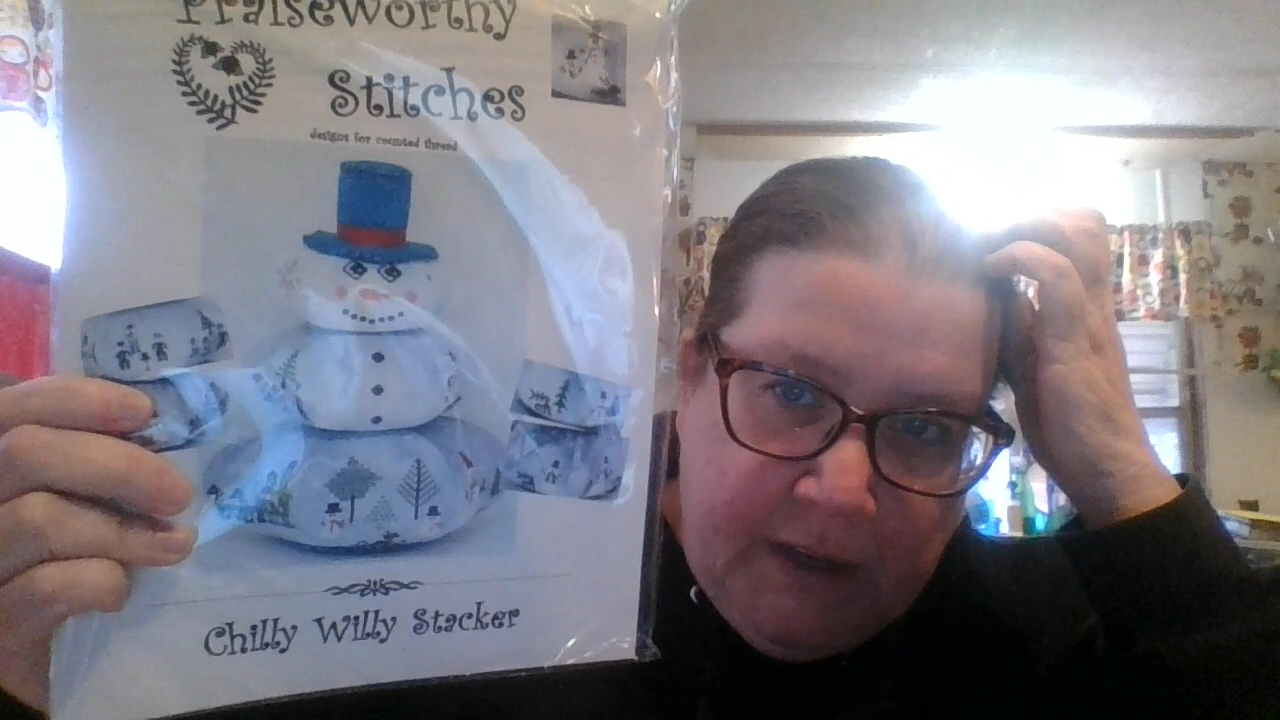 Praiseworthy
Stitches
designs for counted thread
Chilly Willy Stacker